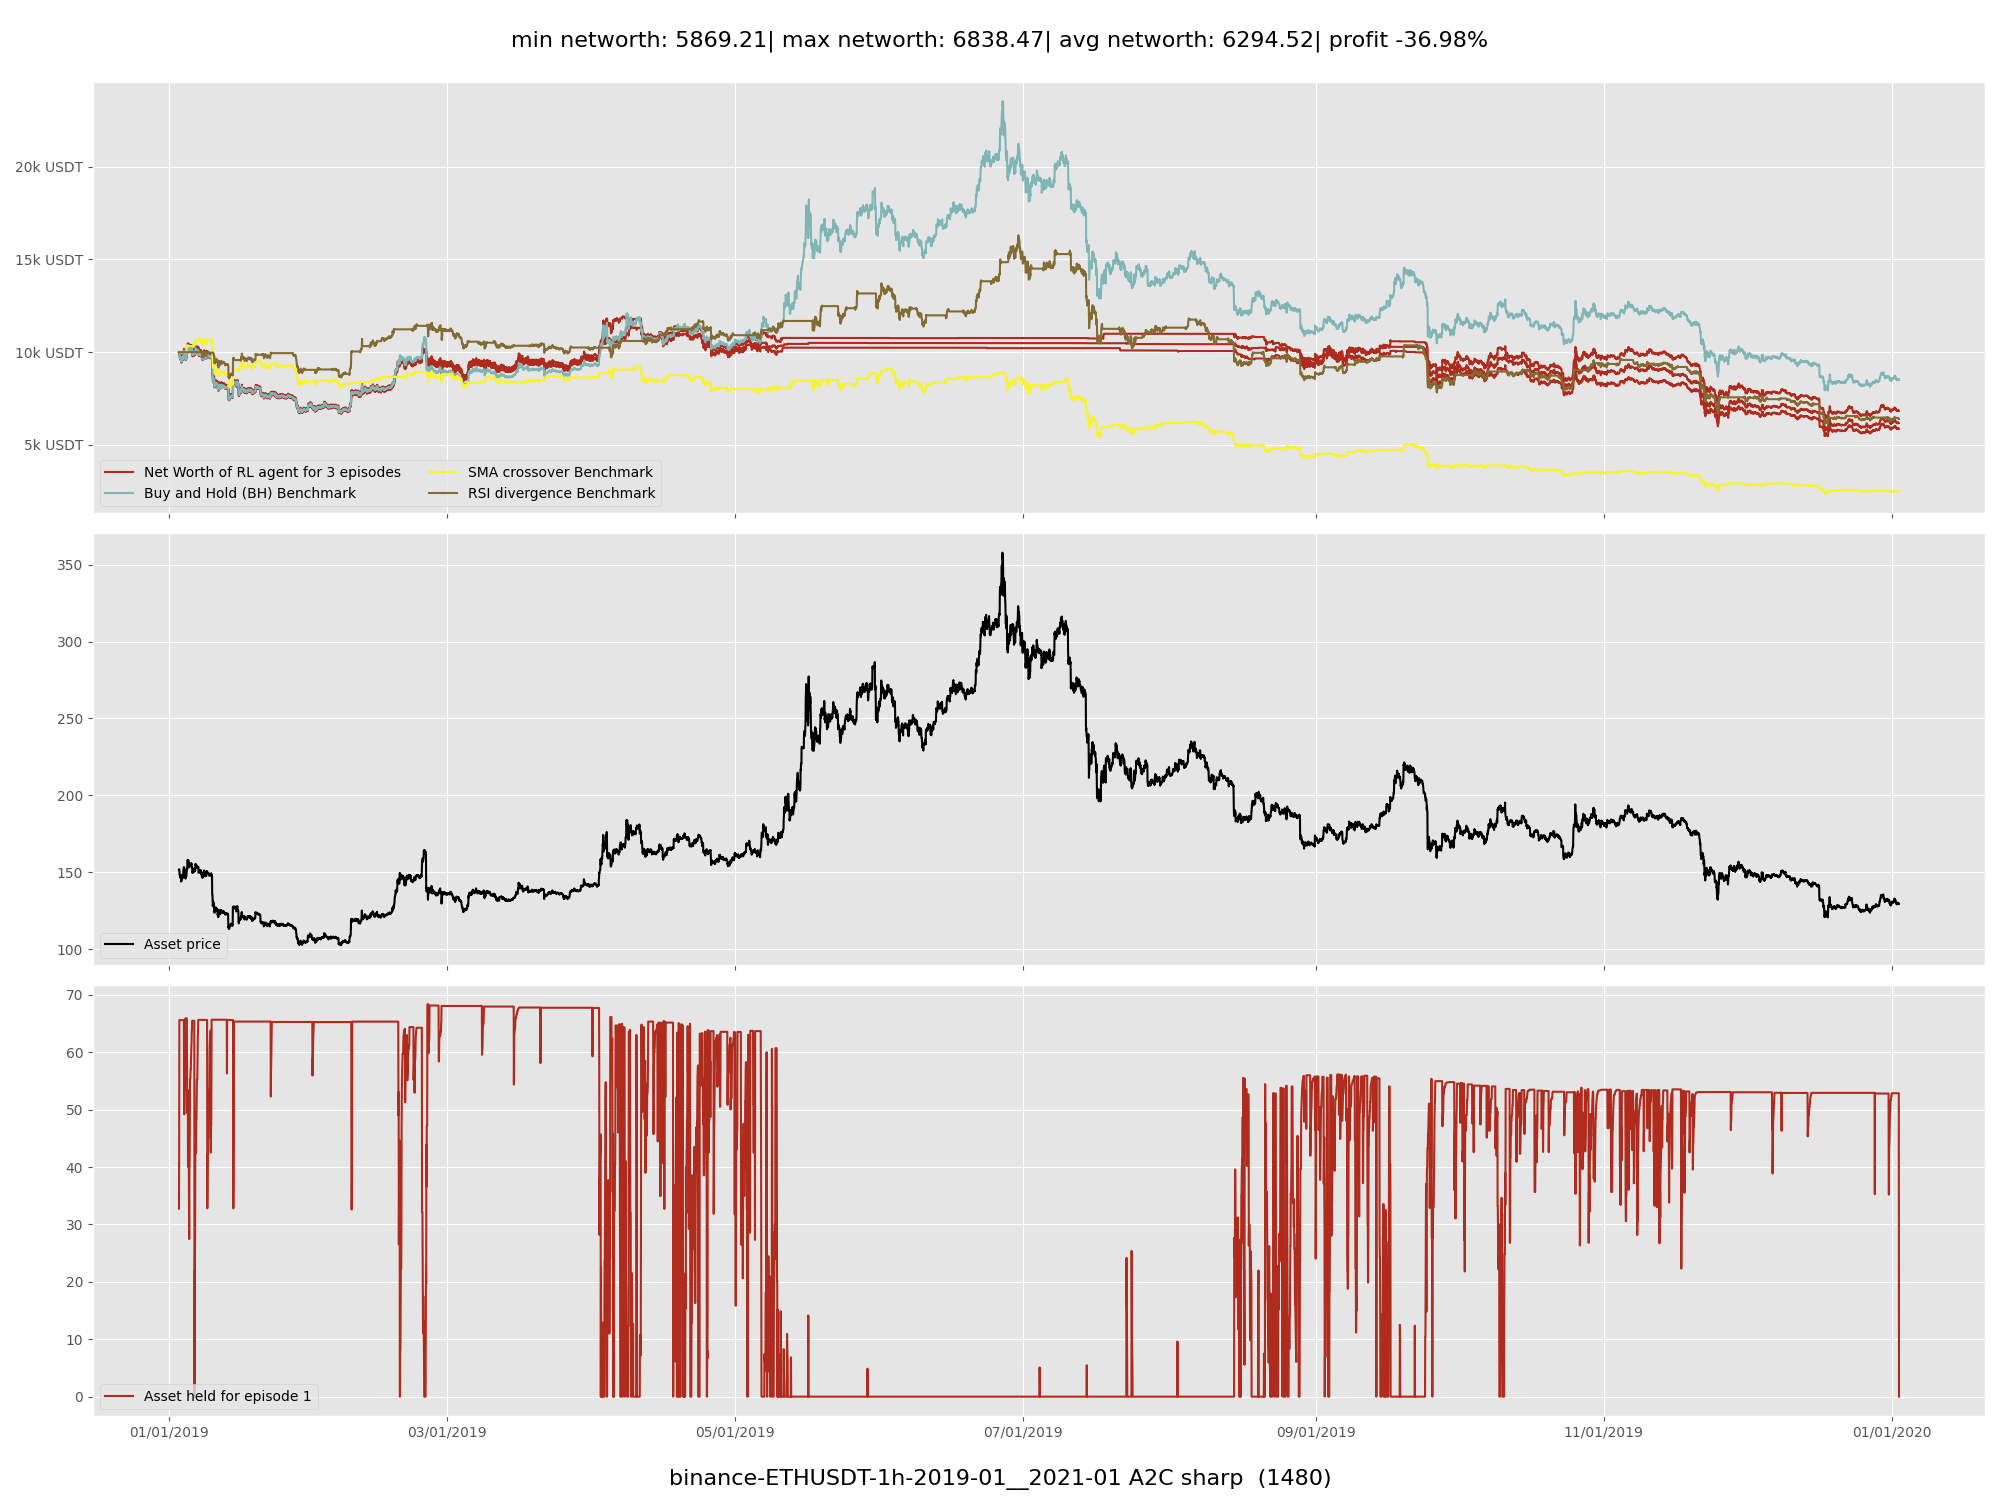 min networth: 5869.21| max networth: 6838.47| avg networth: 6294.52| profit -36.98%
20k USDT
15k USDT
10k USDT
5k USDT
Net Worth of RL agent for 3 episodes
Buy and Hold (BH) Benchmark
SMA crossover Benchmark
RSI divergence Benchmark
350
300
250
200
150
100
Asset price
70
60
50
40
30
20
10
0
Asset held for episode 1
01/01/2019
03/01/2019
05/01/2019
07/01/2019
09/01/2019
11/01/2019
01/01/2020
binance-ETHUSDT-1h-2019-01__2021-01 A2C sharp  (1480)